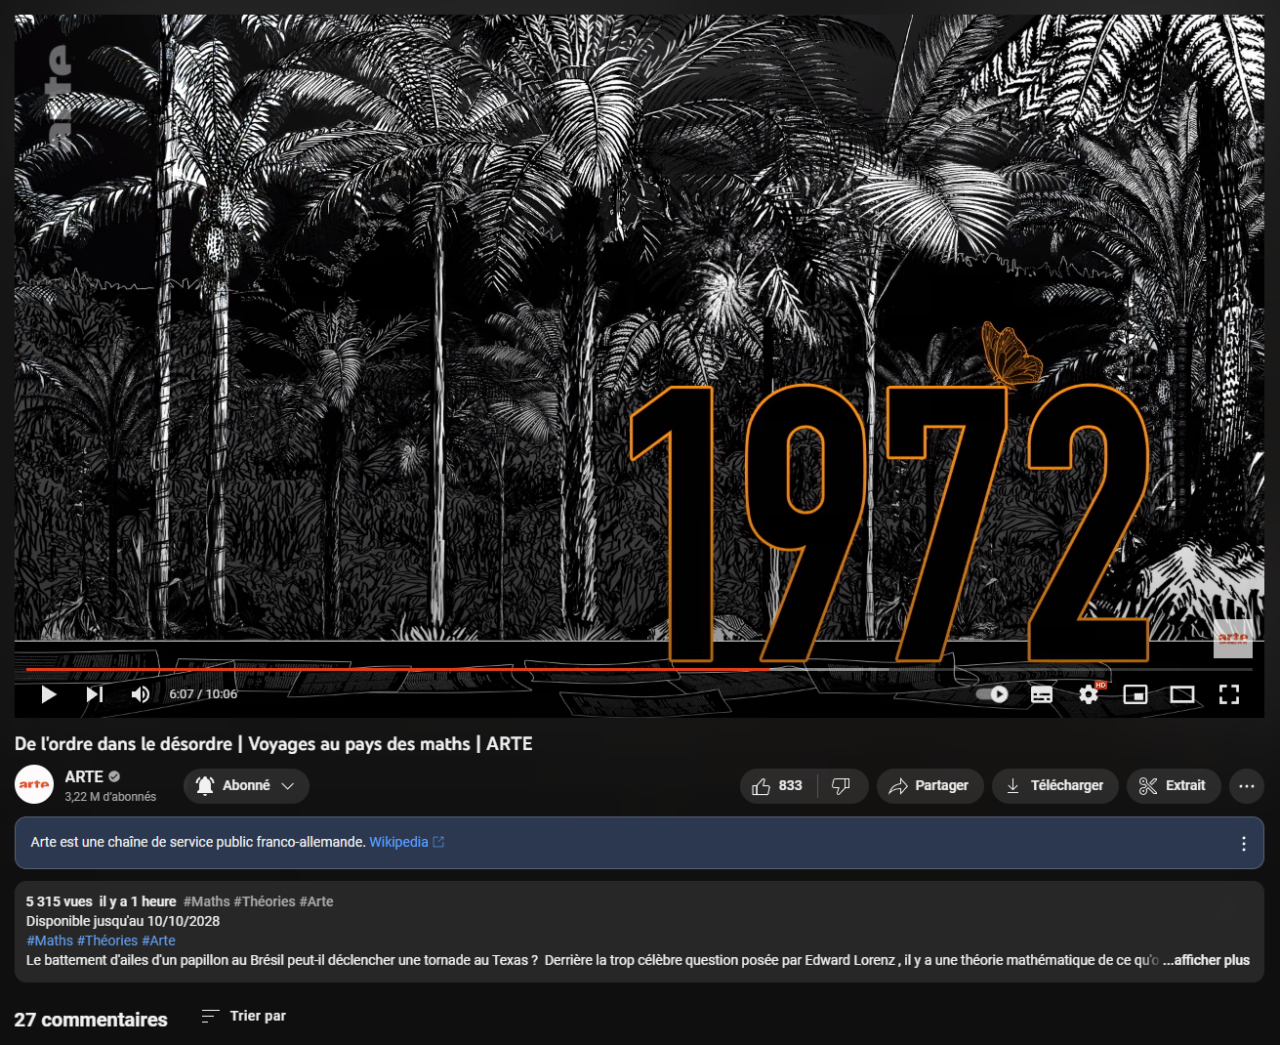 arte
1972
arte
6:07 / 10:06
HD
De l'ordre dans le désordre | Voyages au pays des maths | ARTE
arte
ARTE
3,22 M d'abonnés
Abonné
833
Partager
Télécharger
Extrait
Arte est une chaîne de service public franco-allemande. Wikipedia
5 315 vues il y a 1 heure #Maths #Théories #Arte
Disponible jusqu'au 10/10/2028
#Maths #Théories #Arte
Le battement d'ailes d'un papillon au Brésil peut-il déclencher une tornade au Texas ? Derrière la trop célèbre question posée par Edward Lorenz , il y a une théorie mathématique de ce qu'o ...afficher plus
27 commentaires
Trier par